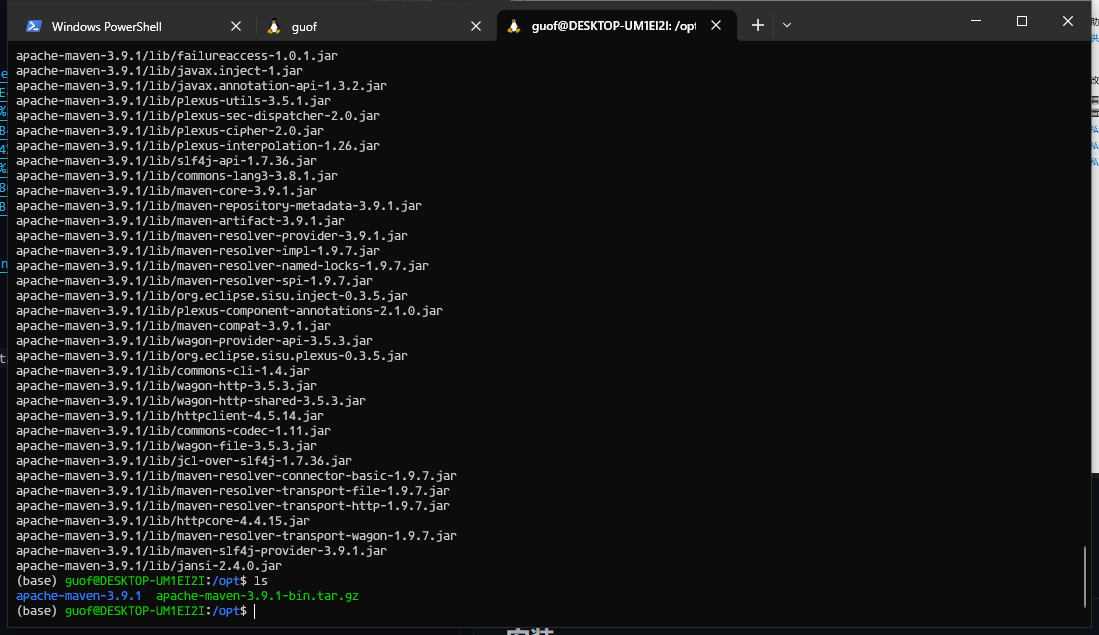 Windows PowerShell
guof
guof@DESKTOP-UM1EI2I: /opt
apache-maven-3.9.1/lib/failureaccess-1.0.1.jar
apache-maven-3.9.1/lib/javax.inject-1.jar
apache-maven-3.9.1/lib/javax.annotation-api-1.3.2.jar
apache-maven-3.9.1/lib/plexus-utils-3.5.1.jar
apache-maven-3.9.1/lib/plexus-sec-dispatcher-2.0.jar
apache-maven-3.9.1/lib/plexus-cipher-2.0.jar
apache-maven-3.9.1/lib/plexus-interpolation-1.26.jar
apache-maven-3.9.1/lib/slf4j-api-1.7.36.jar
apache-maven-3.9.1/lib/commons-lang3-3.8.1.jar
apache-maven-3.9.1/lib/maven-core-3.9.1.jar
apache-maven-3.9.1/lib/maven-repository-metadata-3.9.1.jar
apache-maven-3.9.1/lib/maven-artifact-3.9.1.jar
apache-maven-3.9.1/lib/maven-resolver-provider-3.9.1.jar
apache-maven-3.9.1/lib/maven-resolver-impl-1.9.7.jar
apache-maven-3.9.1/lib/maven-resolver-named-locks-1.9.7.jar
apache-maven-3.9.1/lib/maven-resolver-spi-1.9.7.jar
apache-maven-3.9.1/lib/org.eclipse.sisu.inject-0.3.5.jar
apache-maven-3.9.1/lib/plexus-component-annotations-2.1.0.jar
apache-maven-3.9.1/lib/maven-compat-3.9.1.jar
apache-maven-3.9.1/lib/wagon-provider-api-3.5.3.jar
apache-maven-3.9.1/lib/org.eclipse.sisu.plexus-0.3.5.jar
apache-maven-3.9.1/lib/commons-cli-1.4.jar
apache-maven-3.9.1/lib/wagon-http-3.5.3.jar
apache-maven-3.9.1/lib/wagon-http-shared-3.5.3.jar
apache-maven-3.9.1/lib/httpclient-4.5.14.jar
apache-maven-3.9.1/lib/commons-codec-1.11.jar
apache-maven-3.9.1/lib/wagon-file-3.5.3.jar
apache-maven-3.9.1/lib/jcl-over-slf4j-1.7.36.jar
apache-maven-3.9.1/lib/maven-resolver-connector-basic-1.9.7.jar
apache-maven-3.9.1/lib/maven-resolver-transport-file-1.9.7.jar
apache-maven-3.9.1/lib/maven-resolver-transport-http-1.9.7.jar
apache-maven-3.9.1/lib/httpcore-4.4.15.jar
apache-maven-3.9.1/lib/maven-resolver-transport-wagon-1.9.7.jar
apache-maven-3.9.1/lib/maven-slf4j-provider-3.9.1.jar
apache-maven-3.9.1/lib/jansi-2.4.0.jar
(base) guof@DESKTOP-UM1EI2I:/opt$ ls
apache-maven-3.9.1  apache-maven-3.9.1-bin.tar.gz
(base) guof@DESKTOP-UM1EI2I:/opt$